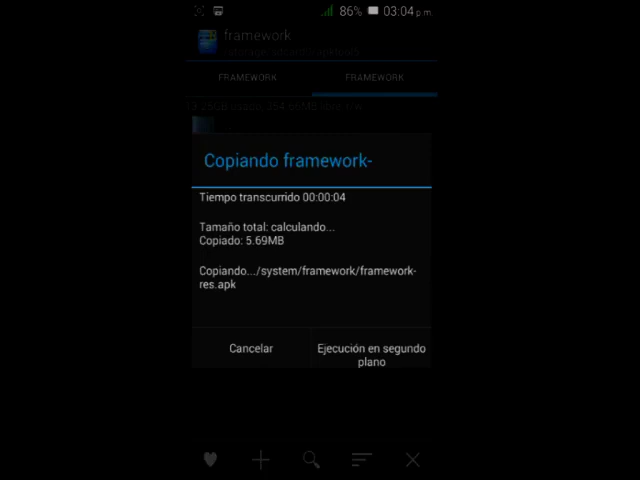 86% 03:04 p.m.
framework
FRAMEWORK FRAMEWORK
Copiando framework-
Tiempo transcurrido 00:00:04
Tamaño total: calculando...
Copiado: 5.69MB
Copiando.../system/framework/framework-
res.apk
Cancelar Ejecución en segundo
plano